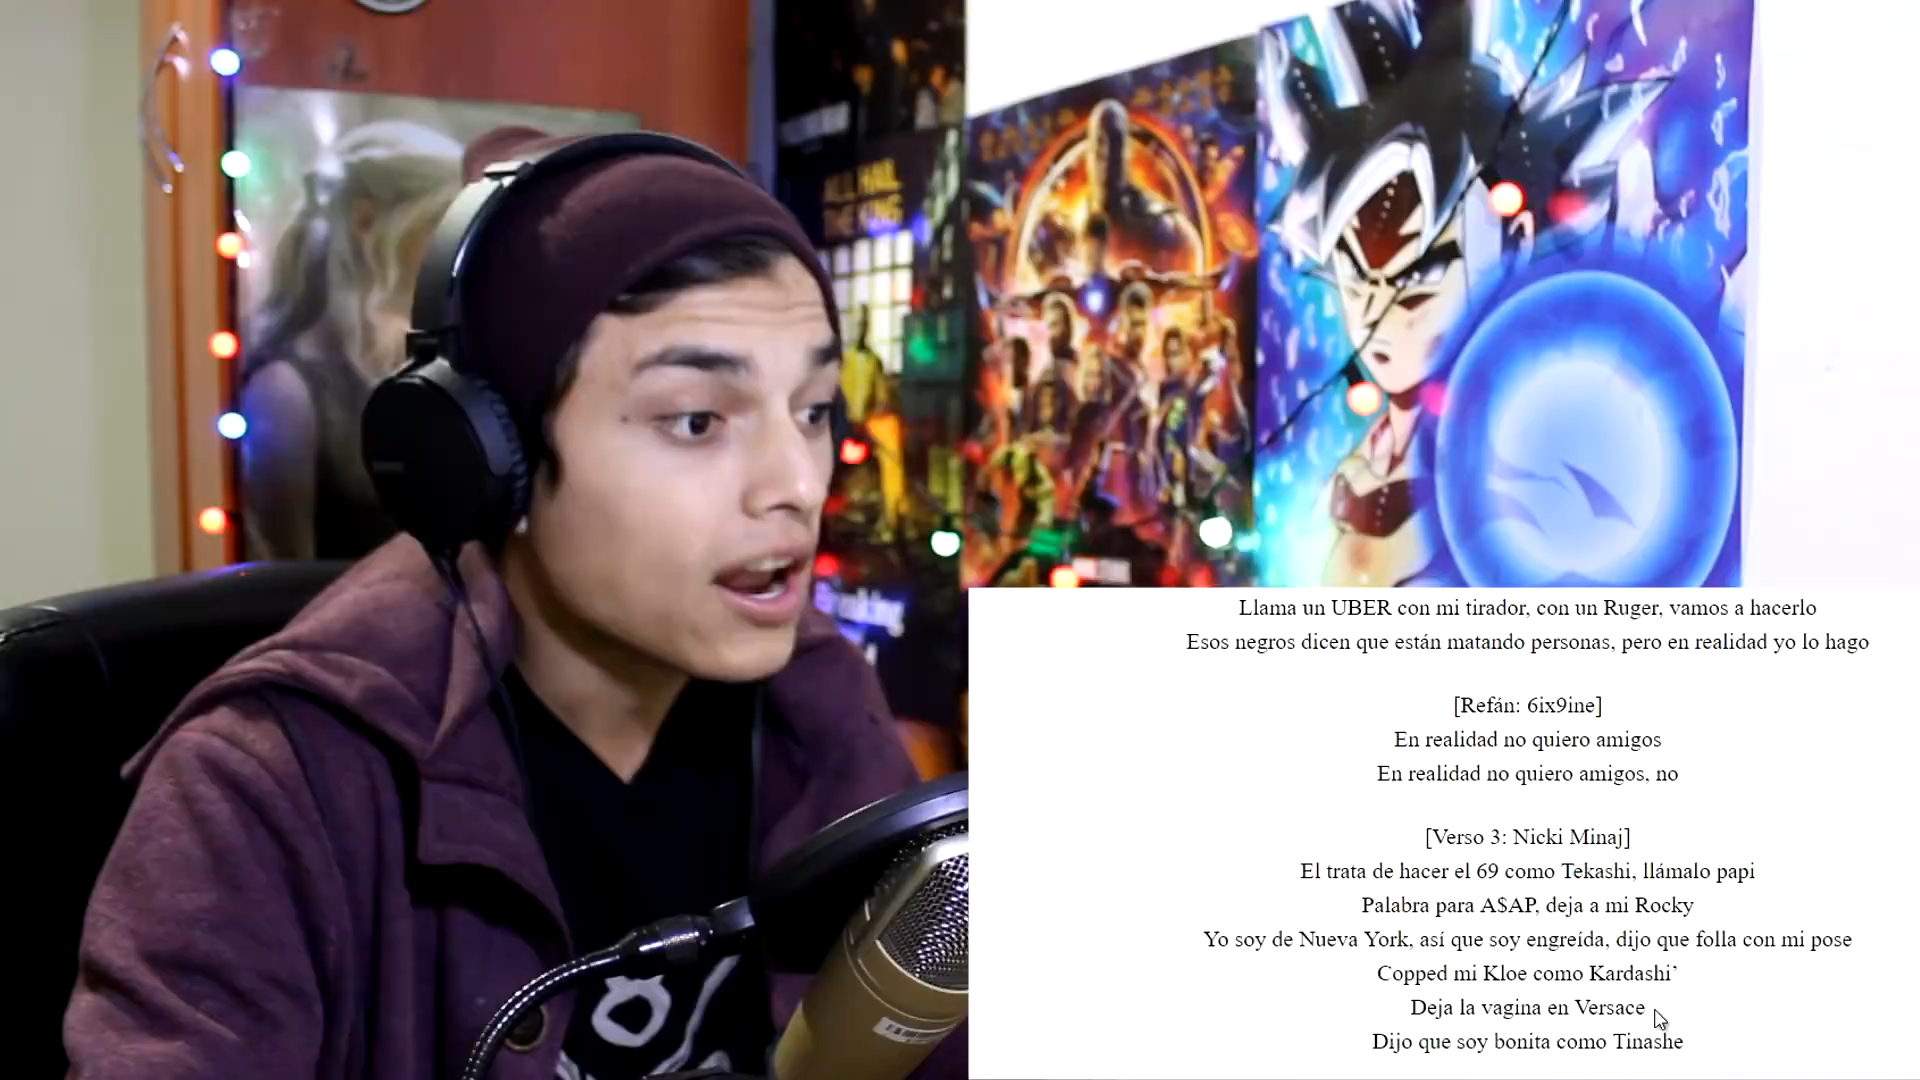 ALL HAIL
THE KING
Llama un UBER con mi tirador, con un Ruger, vamos a hacerlo
Esos negros dicen que están matando personas, pero en realidad yo lo hago
[Refán: 6ix9ine]
En realidad no quiero amigos
En realidad no quiero amigos, no
[Verso 3: Nicki Minaj]
El trata de hacer el 69 como Tekashi, llámalo papi
Palabra para A$AP, deja a mi Rocky
Yo soy de Nueva York, así que soy engreída, dijo que folla con mi pose
Copped mi Kloe como Kardashi’
Deja la vagina en Versace
Dijo que soy bonita como Tinashe